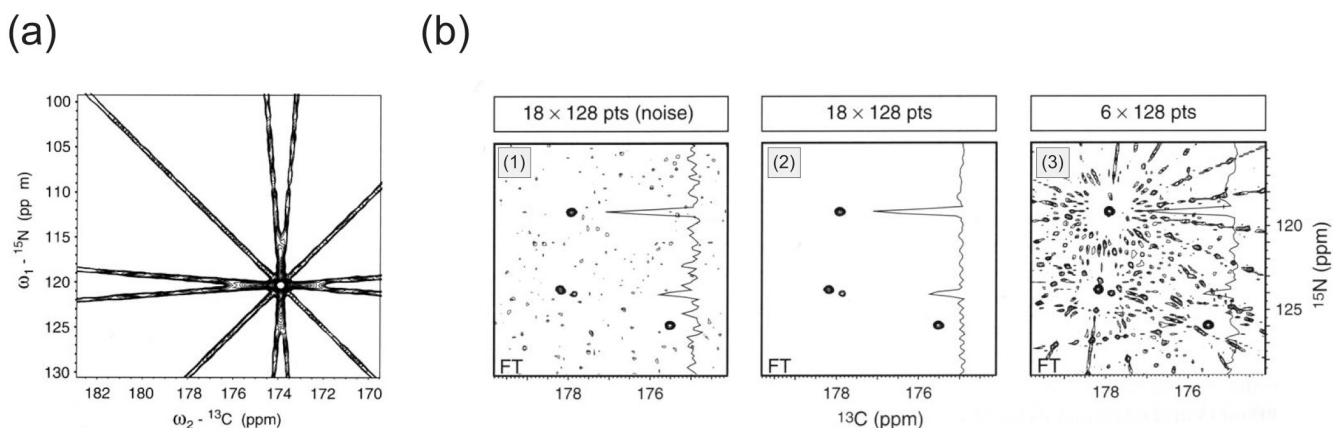 (a)
(b)
18 × 128 pts (noise)
18 × 128 pts
6 × 128 pts
(1)
(2)
(3)
100
105
110
115
120
125
130
ω1 - 15N (pp m)
182 180 178 176 174 172 170
ω2 - 13C (ppm)
FT
FT
FT
178 176
178 176
178 176
13C (ppm)
120
125
129
15N (ppm)